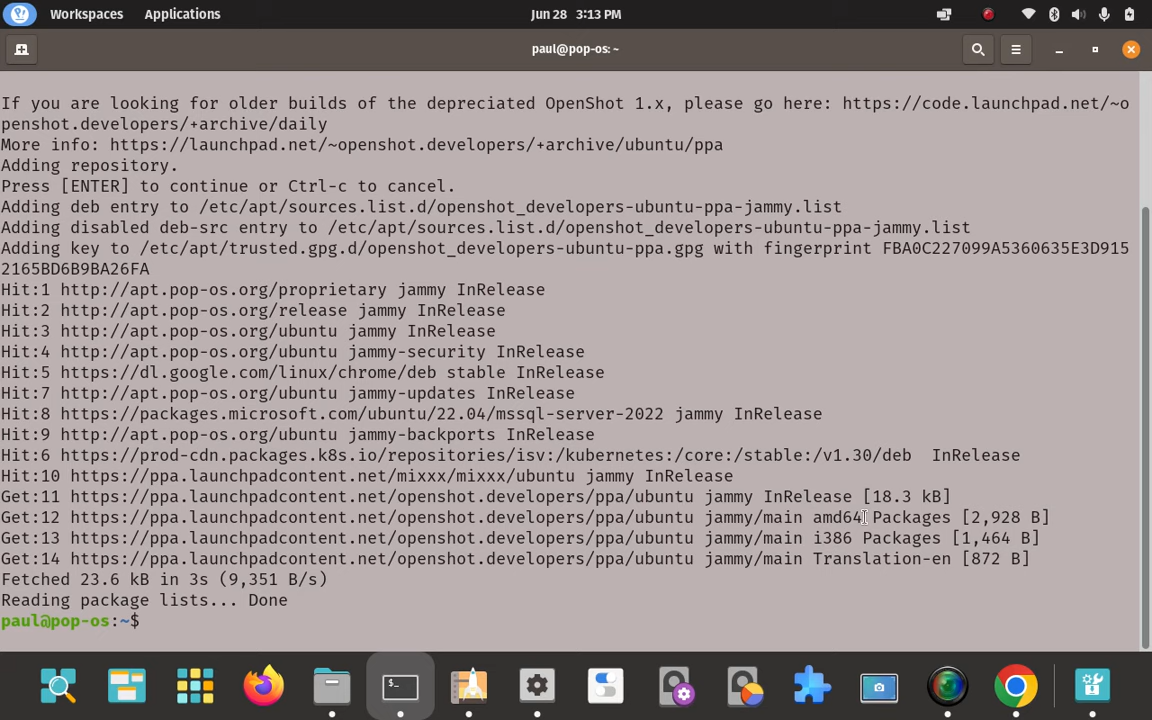 Workspaces Applications Jun 28 3:13 PM
paul@pop-os: ~
If you are looking for older builds of the depreciated OpenShot 1.x, please go here: https://code.launchpad.net/~o
penshot.developers/+archive/daily
More info: https://launchpad.net/~openshot.developers/+archive/ubuntu/ppa
Adding repository.
Press [ENTER] to continue or Ctrl-c to cancel.
Adding deb entry to /etc/apt/sources.list.d/openshot_developers-ubuntu-ppa-jammy.list
Adding disabled deb-src entry to /etc/apt/sources.list.d/openshot_developers-ubuntu-ppa-jammy.list
Adding key to /etc/apt/trusted.gpg.d/openshot_developers-ubuntu-ppa.gpg with fingerprint FBA0C227099A5360635E3D915
2165BD6B9BA26FA
Hit:1 http://apt.pop-os.org/proprietary jammy InRelease
Hit:2 http://apt.pop-os.org/release jammy InRelease
Hit:3 http://apt.pop-os.org/ubuntu jammy InRelease
Hit:4 http://apt.pop-os.org/ubuntu jammy-security InRelease
Hit:5 https://dl.google.com/linux/chrome/deb stable InRelease
Hit:7 http://apt.pop-os.org/ubuntu jammy-updates InRelease
Hit:8 https://packages.microsoft.com/ubuntu/22.04/mssql-server-2022 jammy InRelease
Hit:9 http://apt.pop-os.org/ubuntu jammy-backports InRelease
Hit:6 https://prod-cdn.packages.k8s.io/repositories/isv:/kubernetes:/core:/stable:/v1.30/deb  InRelease
Hit:10 https://ppa.launchpadcontent.net/mixxx/mixxx/ubuntu jammy InRelease
Get:11 https://ppa.launchpadcontent.net/openshot.developers/ppa/ubuntu jammy InRelease [18.3 kB]
Get:12 https://ppa.launchpadcontent.net/openshot.developers/ppa/ubuntu jammy/main amd64 Packages [2,928 B]
Get:13 https://ppa.launchpadcontent.net/openshot.developers/ppa/ubuntu jammy/main i386 Packages [1,464 B]
Get:14 https://ppa.launchpadcontent.net/openshot.developers/ppa/ubuntu jammy/main Translation-en [872 B]
Fetched 23.6 kB in 3s (9,351 B/s)
Reading package lists... Done
paul@pop-os:~$